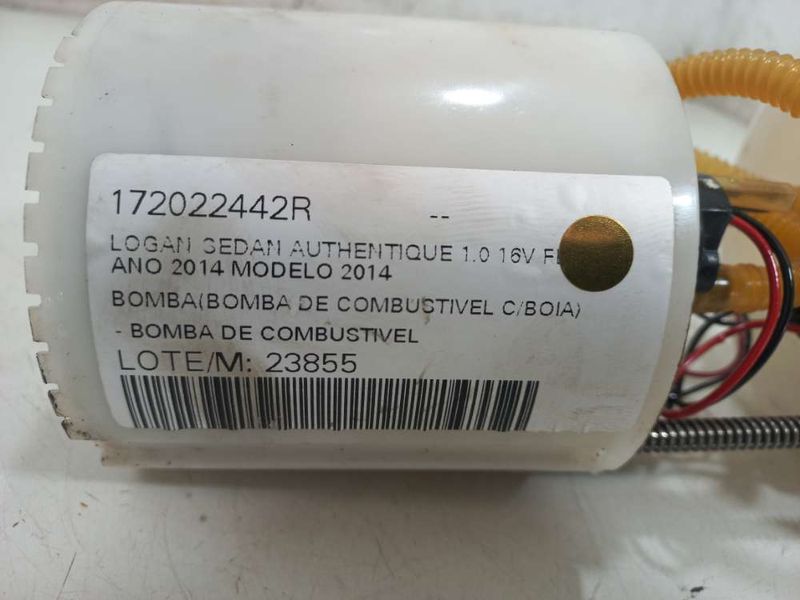 172022442R --
LOGAN SEDAN AUTHENTIQUE 1.0 16V
ANO 2014 MODELO 2014
BOMBA(BOMBA DE COMBUSTIVEL C/BOIA)
- BOMBA DE COMBUSTIVEL
LOTE/M: 23855